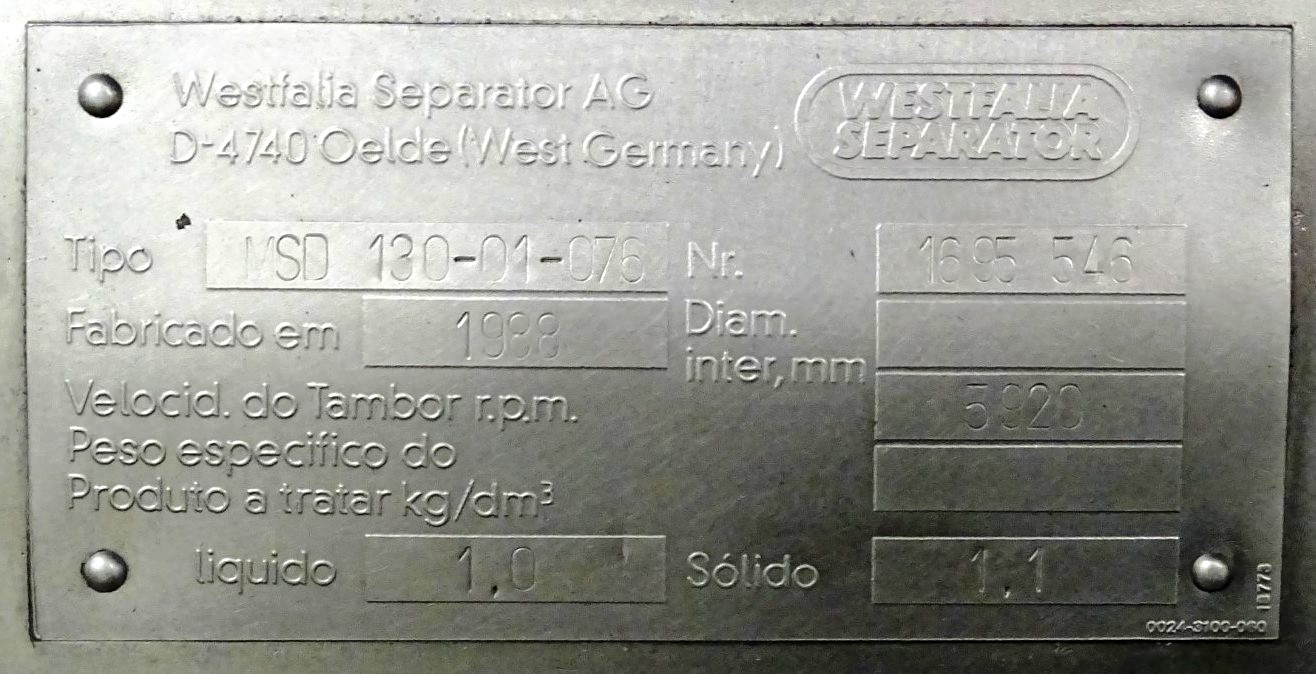 Westfalia Separator AG
D-4740 Oelde (West Germany)
WESTFALIA
SEPARATOR
Tipo MSD 130-01-076 Nr. 1695 546
Fabricado em 1988 Diam.
inter, mm
Velocid. do Tambor r.p.m. 5920
Peso especifico do
Produto a tratar kg/dm³
liquido 1,0 Sólido 1,1
0024-3100-060